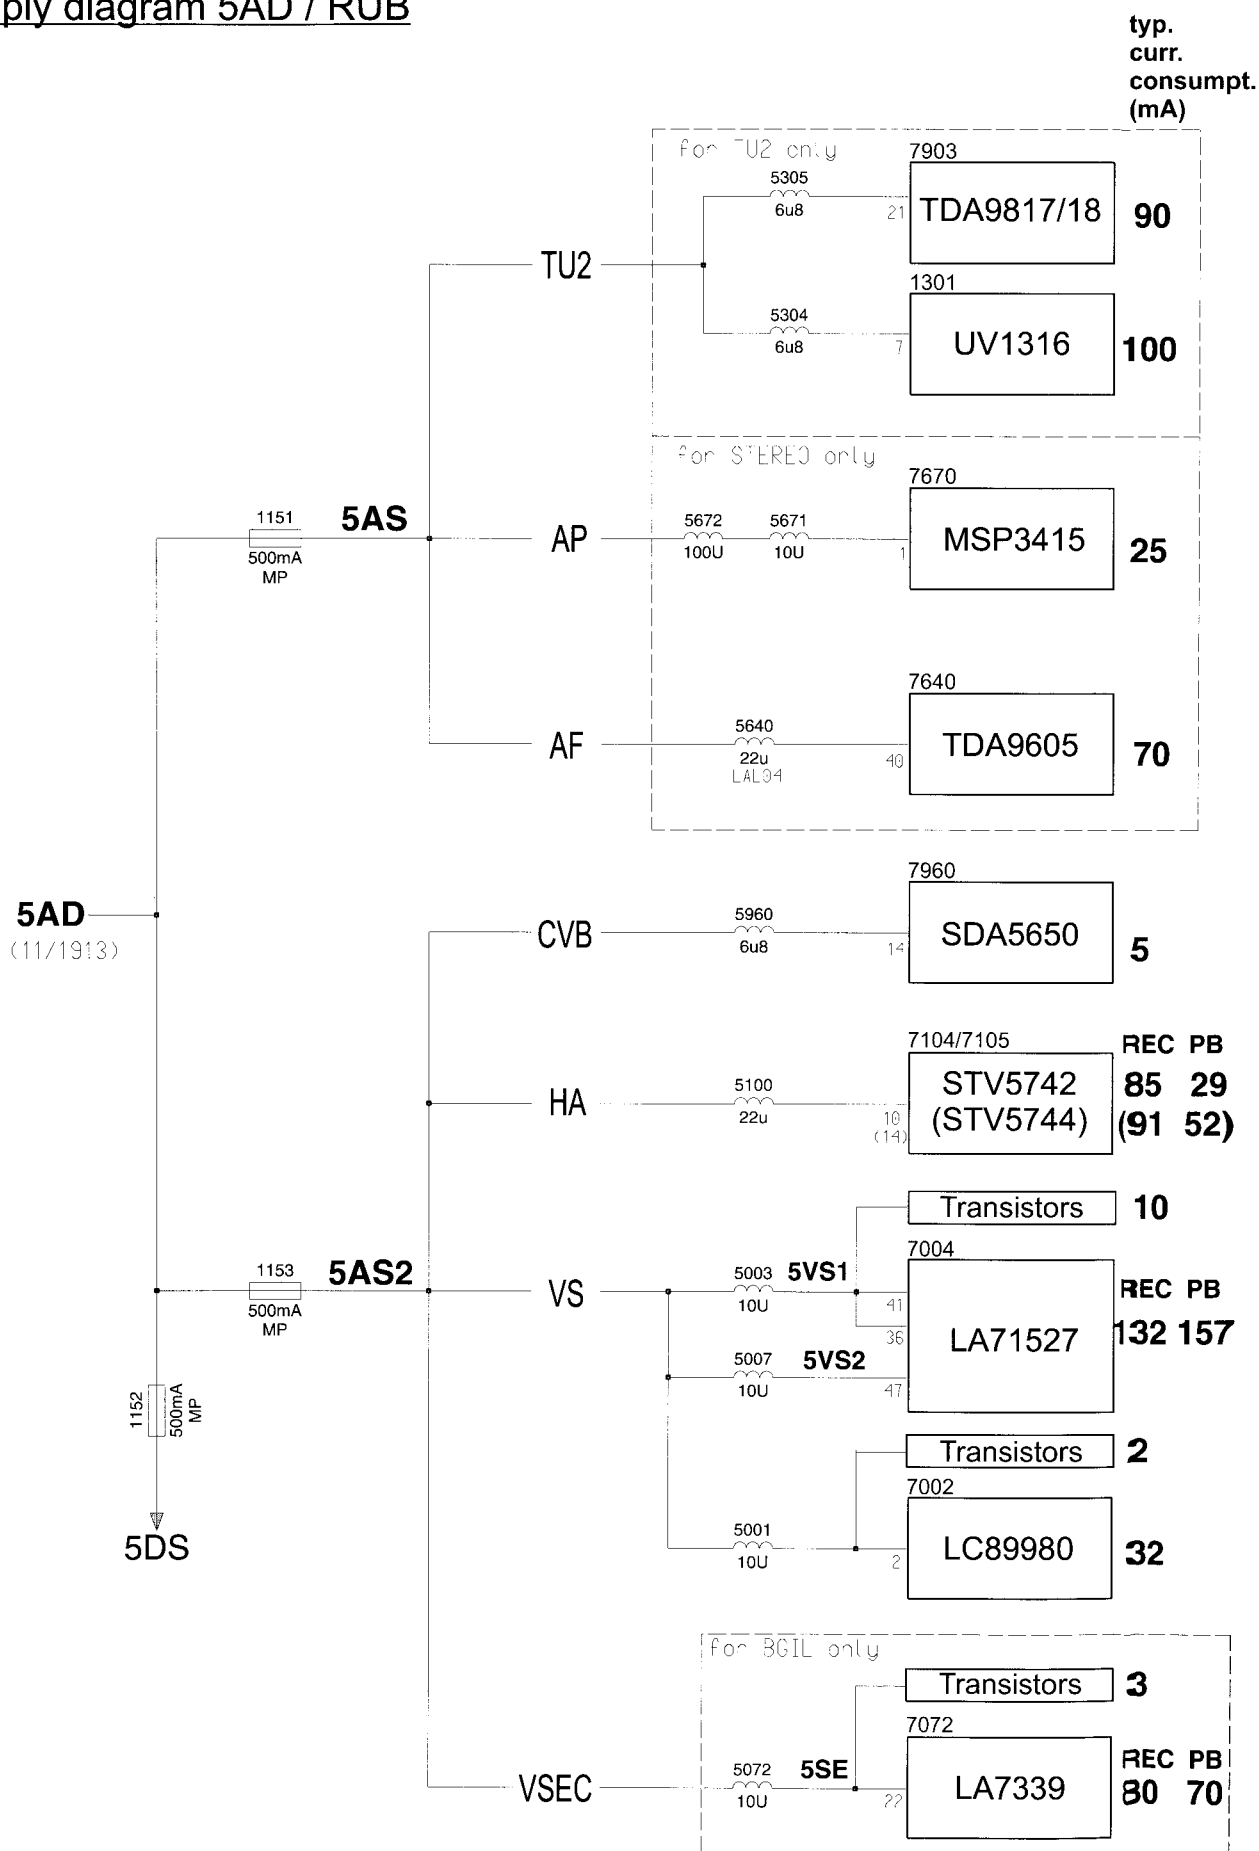 ply diagram 5AD / RUB
typ.
curr.
consumpt.
(mA)
for TU2 only
7903
5305
6u8
21
TDA9817/18
90
TU2
1301
5304
6u8
7
UV1316
100
for STEREO only
7670
1151
500mA
MP
5AS
AP
5672
100U
5671
10U
1
MSP3415
25
7640
AF
5640
22u
LAL04
40
TDA9605
70
7960
5AD
(11/1913)
CVB
5960
6u8
14
SDA5650
5
7104/7105
REC PB
HA
5100
22u
10
(14)
STV5742
(STV5744)
85 29
(91 52)
Transistors
10
7004
1153
500mA
MP
5AS2
VS
5003
10U
5VS1
41
36
REC PB
LA71527
132 157
5007
10U
5VS2
47
1152
500mA
MP
Transistors
2
7002
5DS
5001
10U
2
LC89980
32
for BGIL only
Transistors
3
7072
VSEC
5072
10U
5SE
22
LA7339
REC PB
80 70